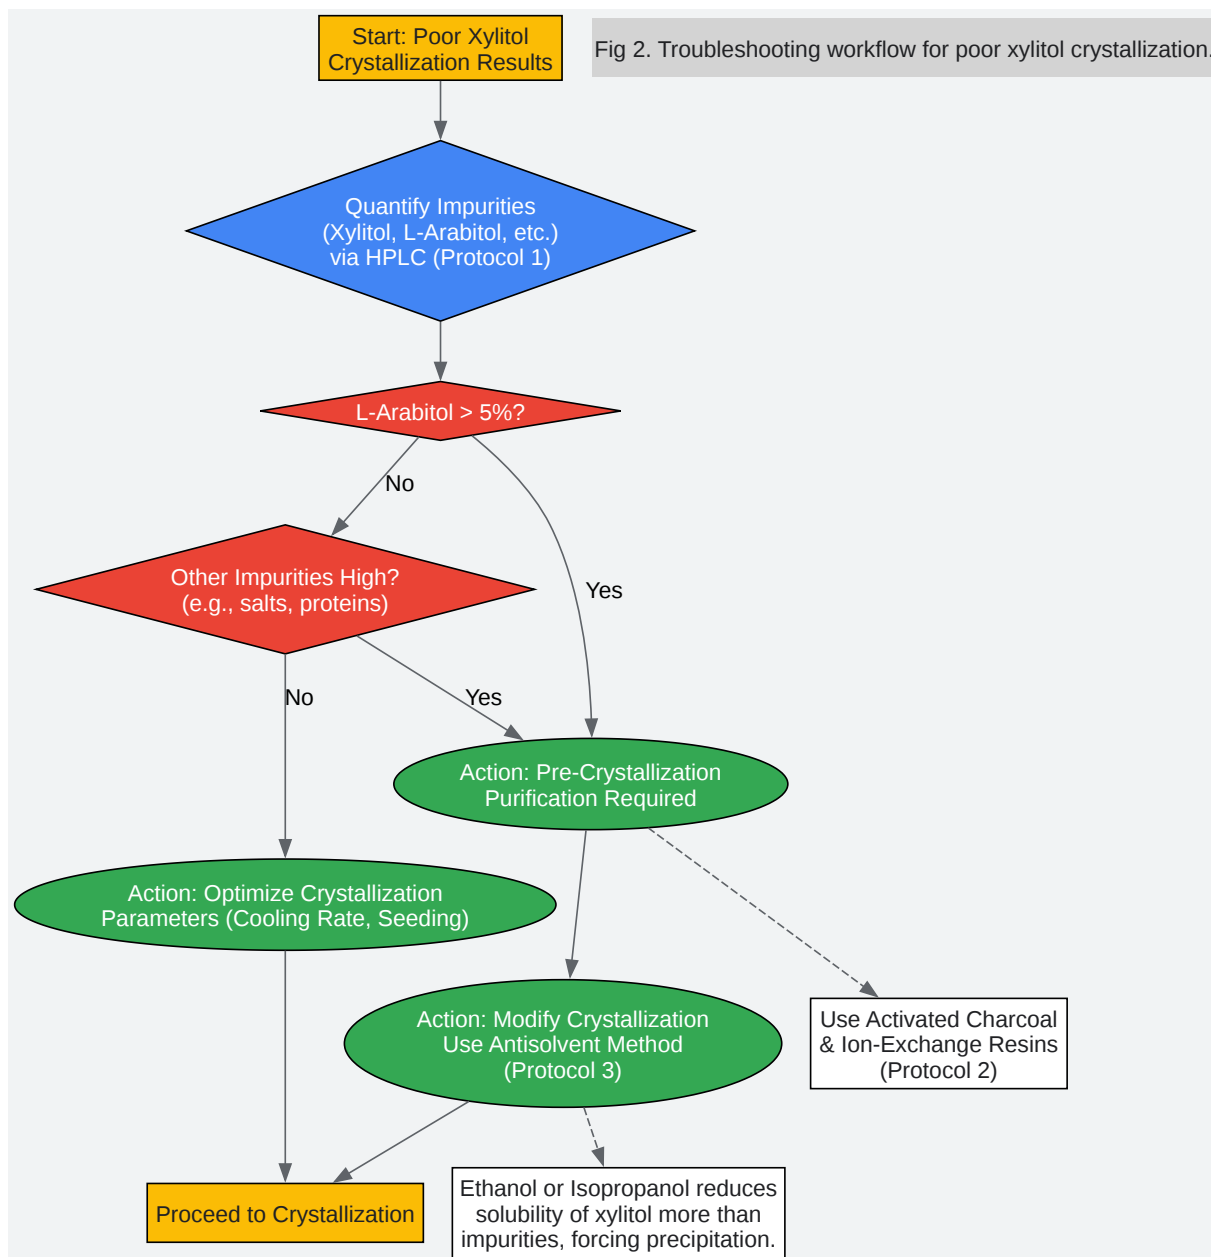 Start: Poor Xylitol
Crystallization Results
Fig 2. Troubleshooting workflow for poor xylitol crystallization.
Quantify Impurities
(Xylitol, L-Arabitol, etc.)
via HPLC (Protocol 1)
L-Arabitol > 5%?
No
Yes
Other Impurities High?
(e.g., salts, proteins)
No
Yes
Action: Pre-Crystallization
Purification Required
Action: Optimize Crystallization
Parameters (Cooling Rate, Seeding)
Action: Modify Crystallization
Use Antisolvent Method
(Protocol 3)
Use Activated Charcoal
& Ion-Exchange Resins
(Protocol 2)
Proceed to Crystallization
Ethanol or Isopropanol reduces
solubility of xylitol more than
impurities, forcing precipitation.